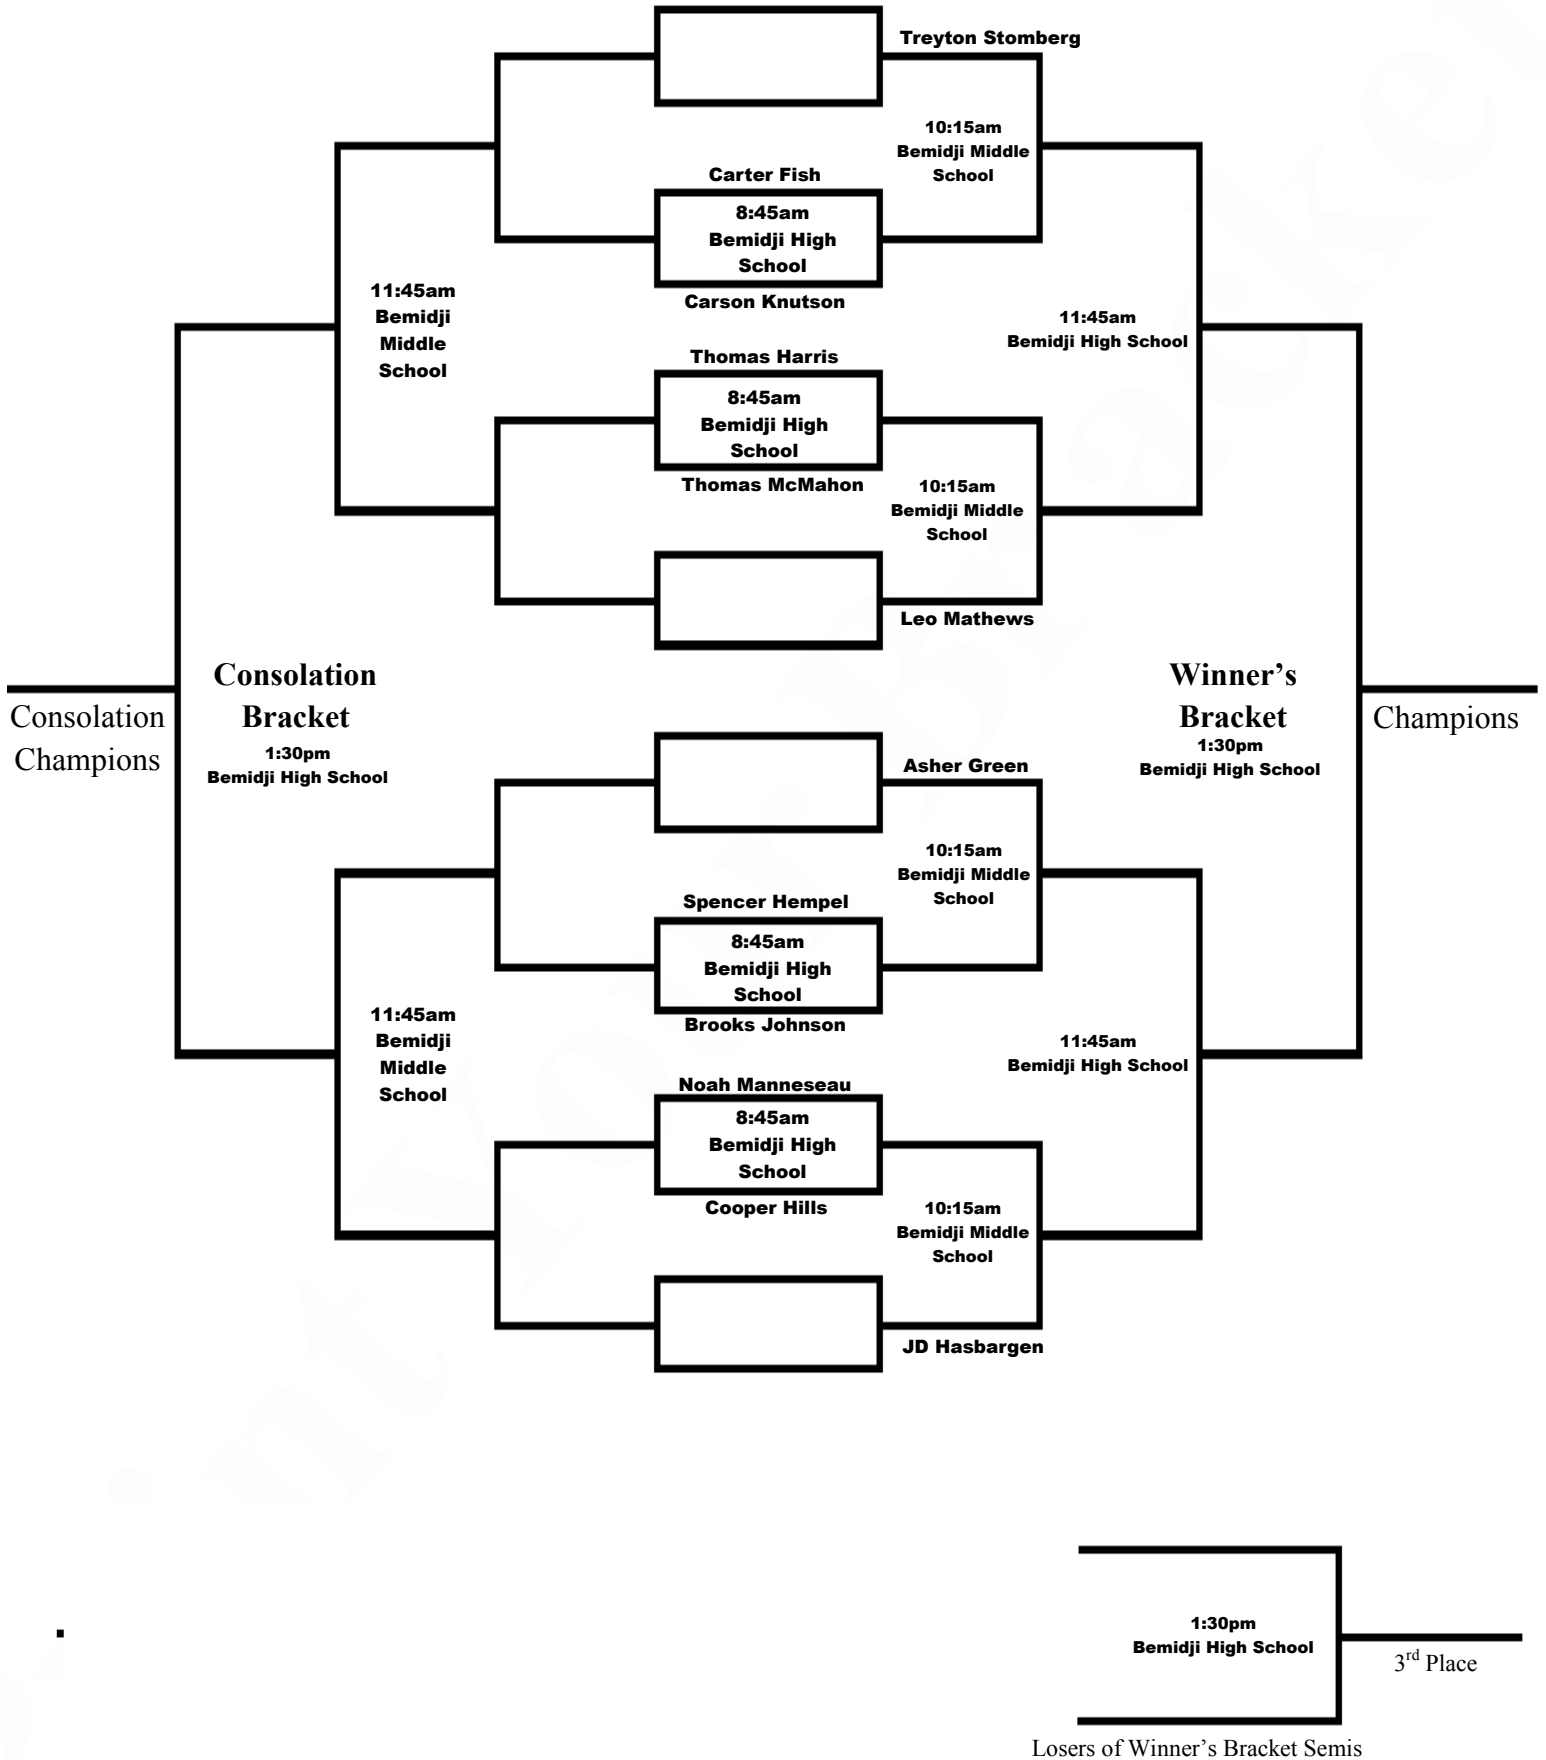 Treyton Stomberg
10:15am
Bemidji Middle
School
Carter Fish
8:45am
Bemidji High
School
Carson Knutson
11:45am
Bemidji
Middle
School
11:45am
Bemidji High School
Thomas Harris
8:45am
Bemidji High
School
Thomas McMahon
10:15am
Bemidji Middle
School
Leo Mathews
Consolation
Bracket
1:30pm
Bemidji High School
Consolation
Champions
Winner’s
Bracket
1:30pm
Bemidji High School
Champions
Asher Green
10:15am
Bemidji Middle
School
Spencer Hempel
8:45am
Bemidji High
School
Brooks Johnson
11:45am
Bemidji
Middle
School
11:45am
Bemidji High School
Noah Manneseau
8:45am
Bemidji High
School
Cooper Hills
10:15am
Bemidji Middle
School
JD Hasbargen
1:30pm
Bemidji High School
3rd Place
Losers of Winner’s Bracket Semis
Print Your Bracket